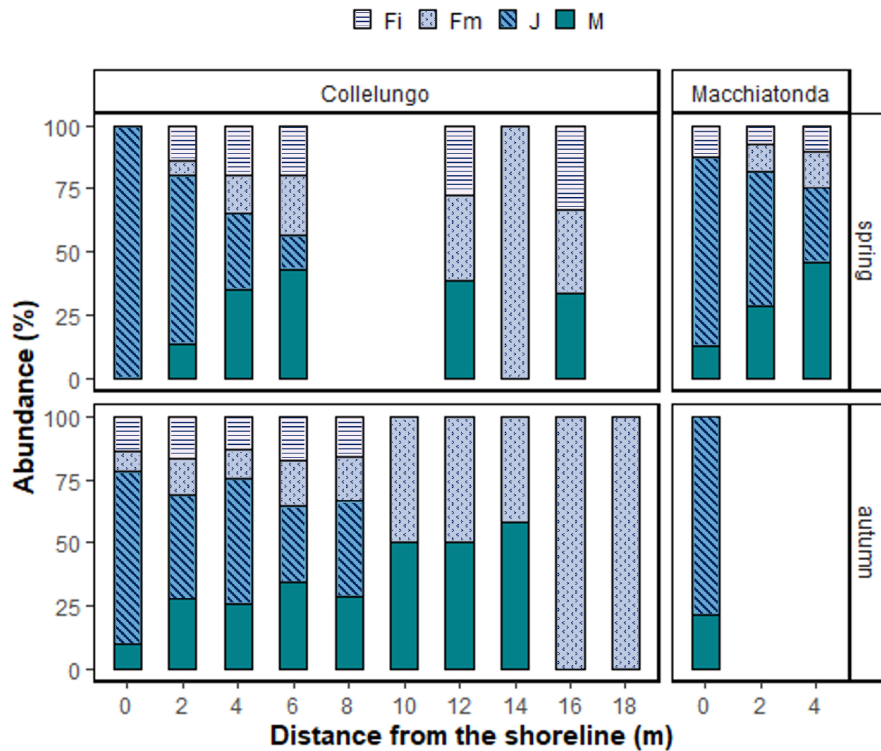 Fi Fm J M
Collelungo Macchiatonda
100
75
50
25
0
spring
100
75
50
25
0
autumn
Abundance (%)
0 2 4 6 8 10 12 14 16 18 0 2 4
Distance from the shoreline (m)